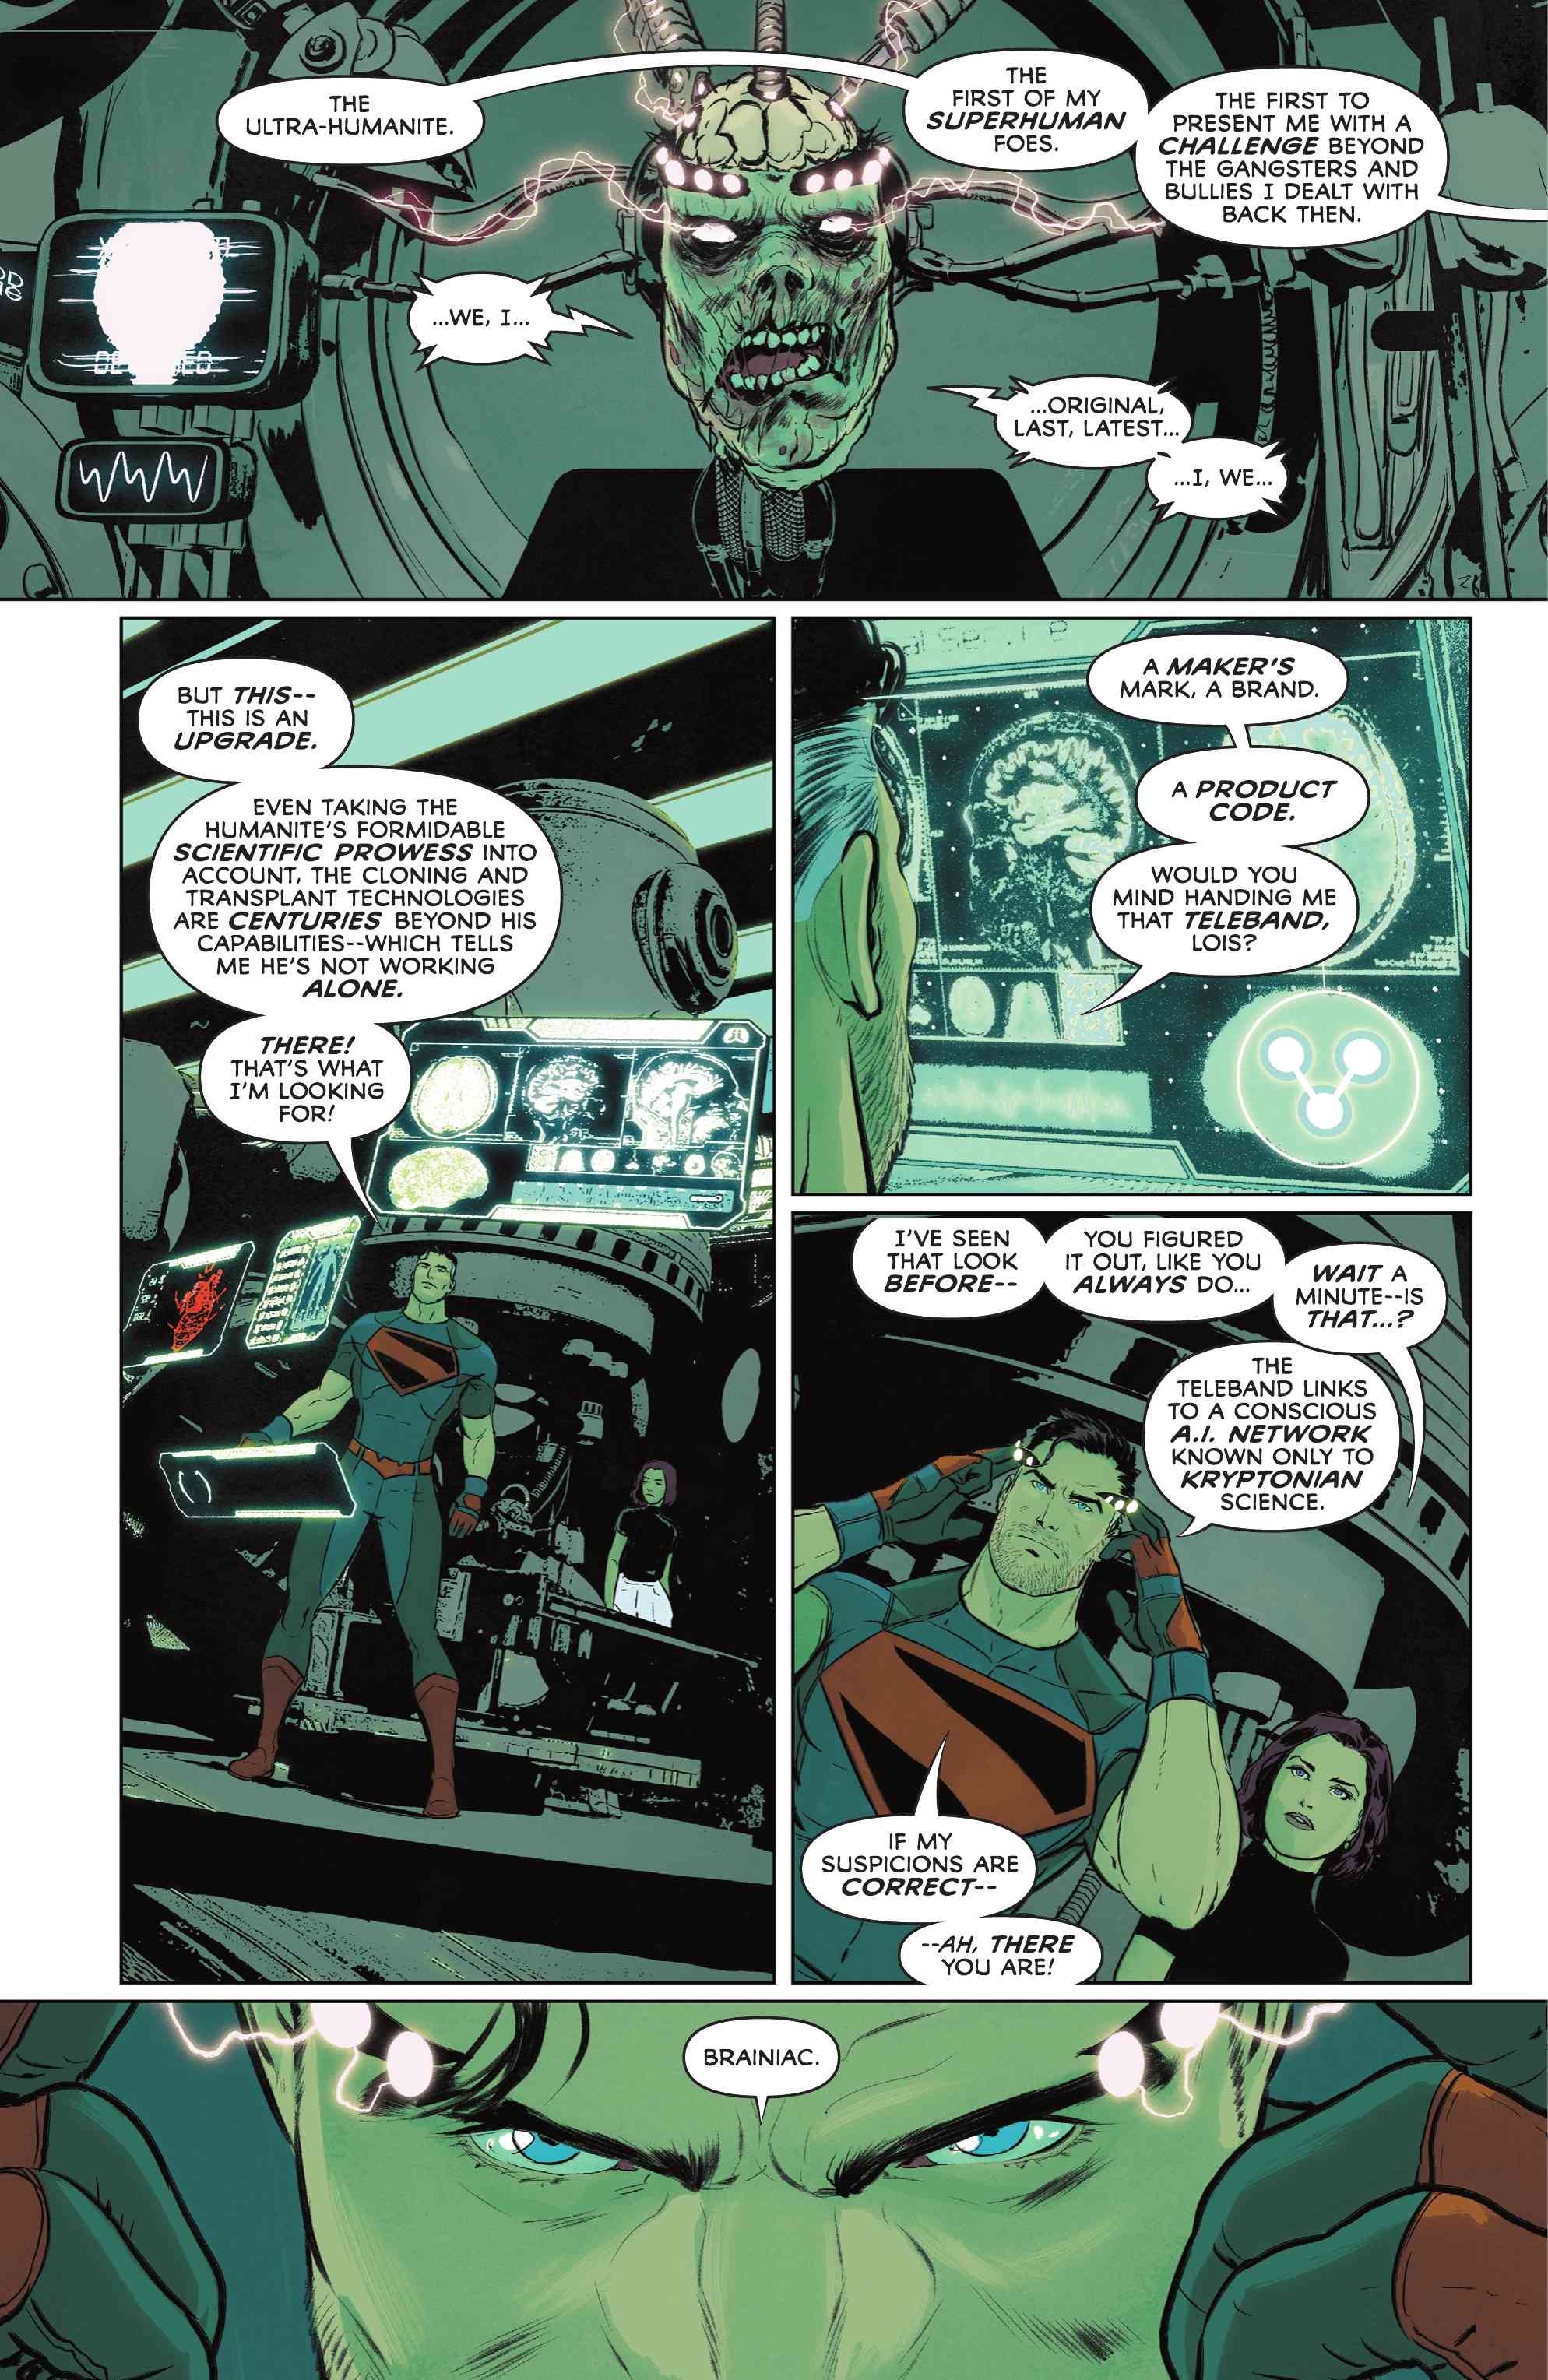 THE
ULTRA-HUMANITE.
THE
FIRST OF MY
SUPERHUMAN
FOES.
THE FIRST TO
PRESENT ME WITH A
CHALLENGE BEYOND
THE GANGSTERS AND
BULLIES I DEALT WITH
BACK THEN.
...WE, I...
...ORIGINAL,
LAST, LATEST...
...I, WE...
BUT THIS--
THIS IS AN
UPGRADE.
EVEN TAKING THE
HUMANITE'S FORMIDABLE
SCIENTIFIC PROWESS INTO
ACCOUNT, THE CLONING AND
TRANSPLANT TECHNOLOGIES
ARE CENTURIES BEYOND HIS
CAPABILITIES--WHICH TELLS
ME HE'S NOT WORKING
ALONE.
THERE!
THAT'S WHAT
I'M LOOKING
FOR!
A MAKER'S
MARK, A BRAND.
A PRODUCT
CODE.
WOULD YOU
MIND HANDING ME
THAT TELEBAND,
LOIS?
I'VE SEEN
THAT LOOK
BEFORE--
YOU FIGURED
IT OUT, LIKE YOU
ALWAYS DO...
WAIT A
MINUTE--IS
THAT...?
THE
TELEBAND LINKS
TO A CONSCIOUS
A.I. NETWORK
KNOWN ONLY TO
KRYPTONIAN
SCIENCE.
IF MY
SUSPICIONS ARE
CORRECT--
--AH, THERE
YOU ARE!
BRAINIAC.